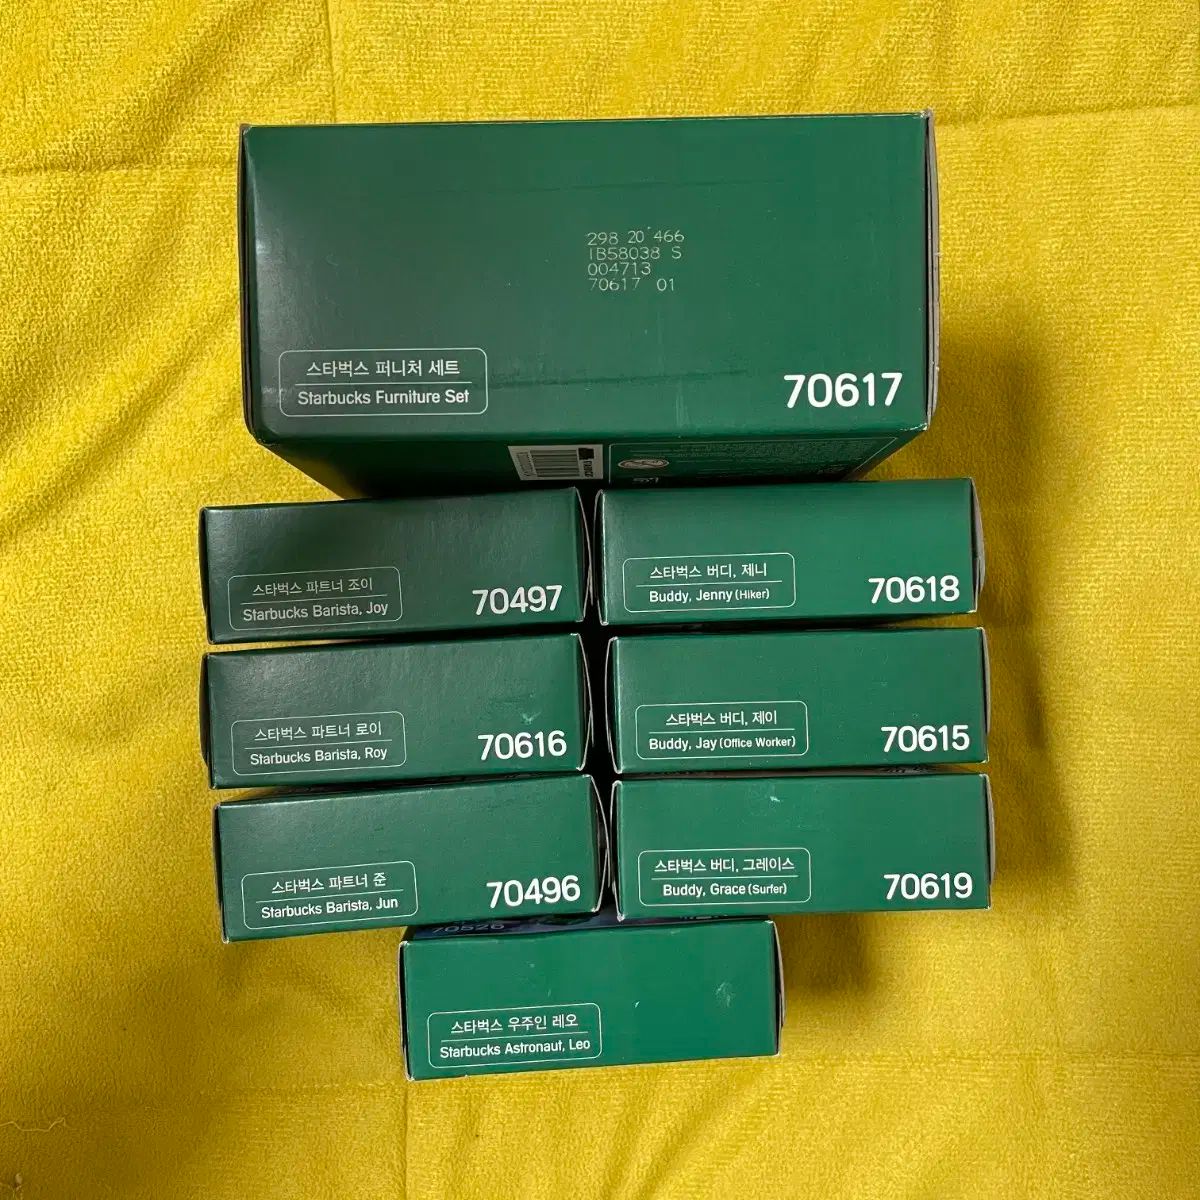 298 20 466
IB58038 S
004713
70617 01
스타벅스 퍼니처 세트
Starbucks Furniture Set
70617
스타벅스 파트너 조이
Starbucks Barista, Joy
70497
스타벅스 버디, 제니
Buddy, Jenny (Hiker)
70618
스타벅스 파트너 로이
Starbucks Barista, Roy
70616
스타벅스 버디, 제이
Buddy, Jay (Office Worker)
70615
스타벅스 파트너 준
Starbucks Barista, Jun
70496
스타벅스 버디, 그레이스
Buddy, Grace (Surfer)
70619
70520
스타벅스 우주인 레오
Starbucks Astronaut, Leo